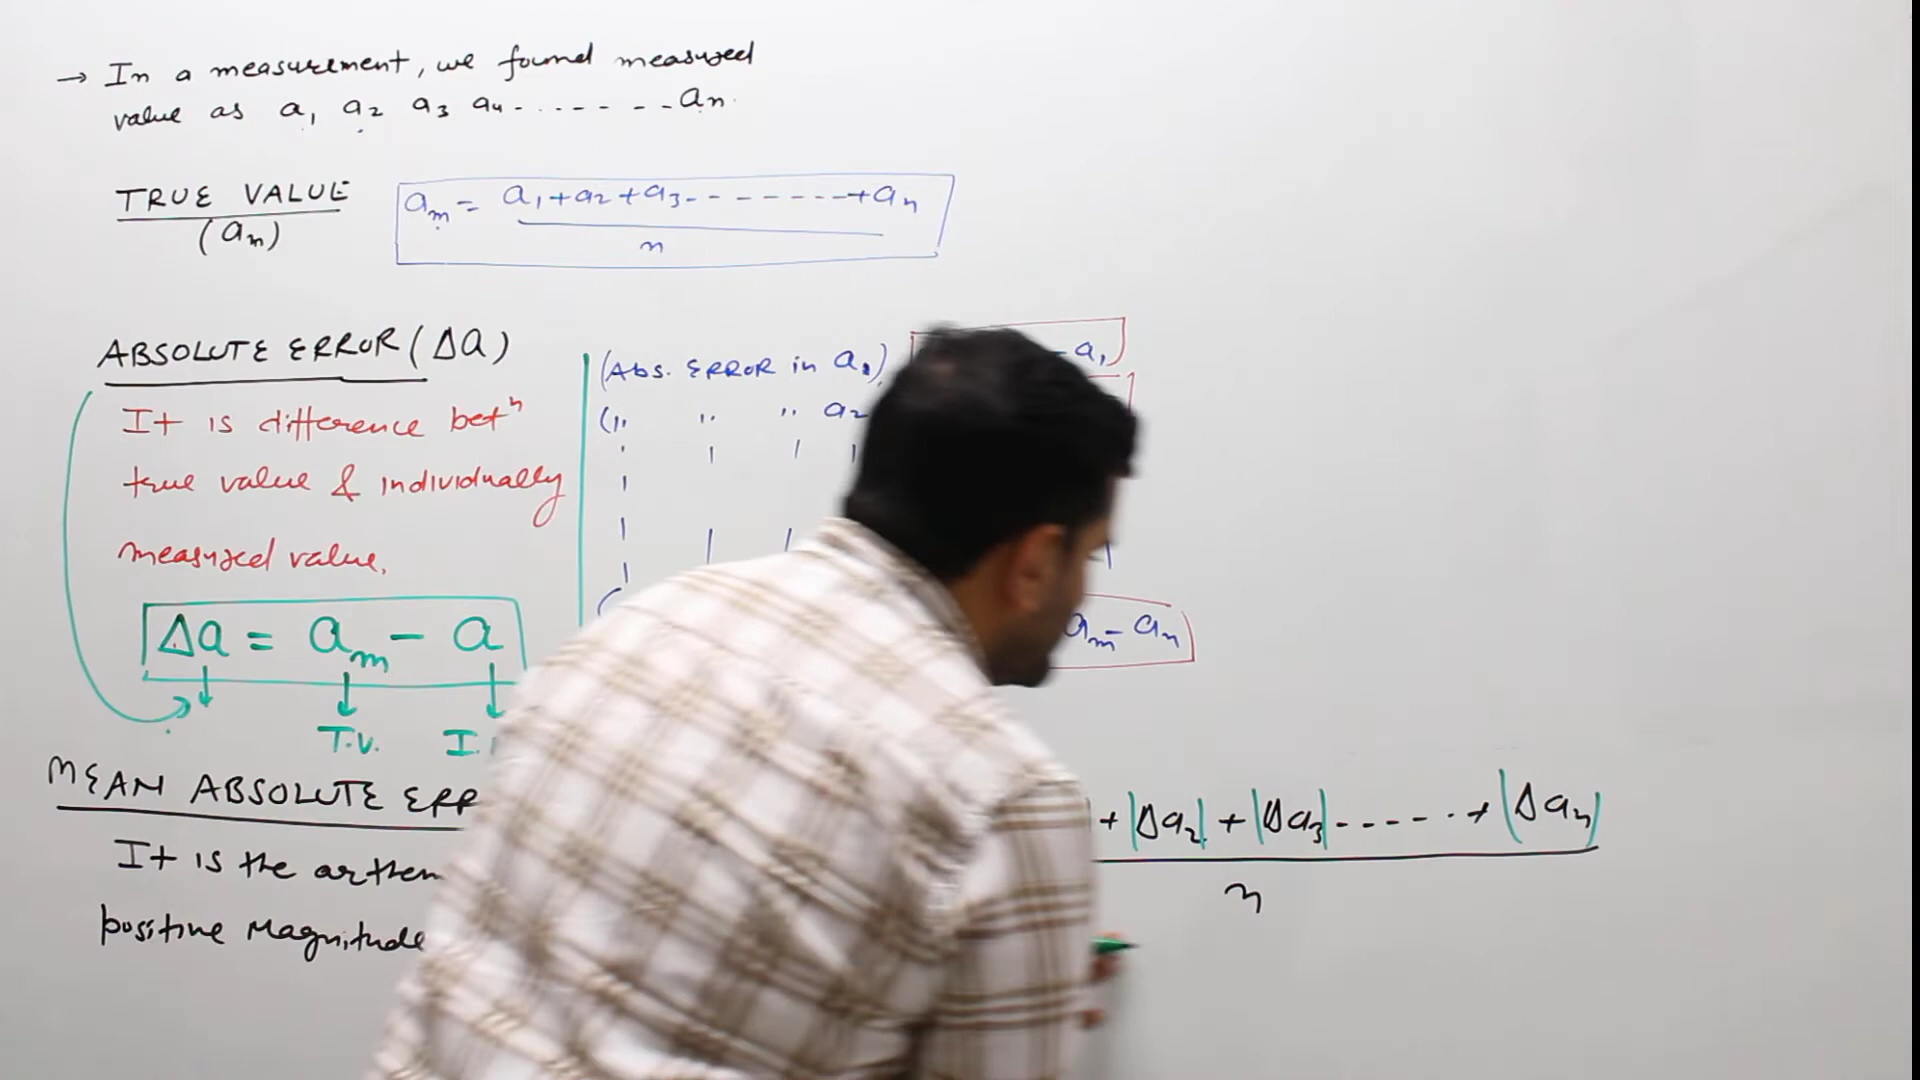 → In a measurement, we found measured
value as a₁ a₂ a₃ a₄ - . - - - - - aₙ.
TRUE VALUE
(aₘ)
aₘ = a₁ + a₂ + a₃ - - - - - - - + aₙ
n
ABSOLUTE ERROR (Δa)
It is difference betⁿ
true value & individually
measured value.
Δa = aₘ - a
T.V.
I.
(Abs. ERROR in a₁)
- a₁
(,, ,, ,, a₂
aₘ - aₙ
MEAN ABSOLUTE ERR
It is the arthem
positive Magnitude
+ |Δa₂| + |Δa₃| - - - - - . + |Δaₙ|
n